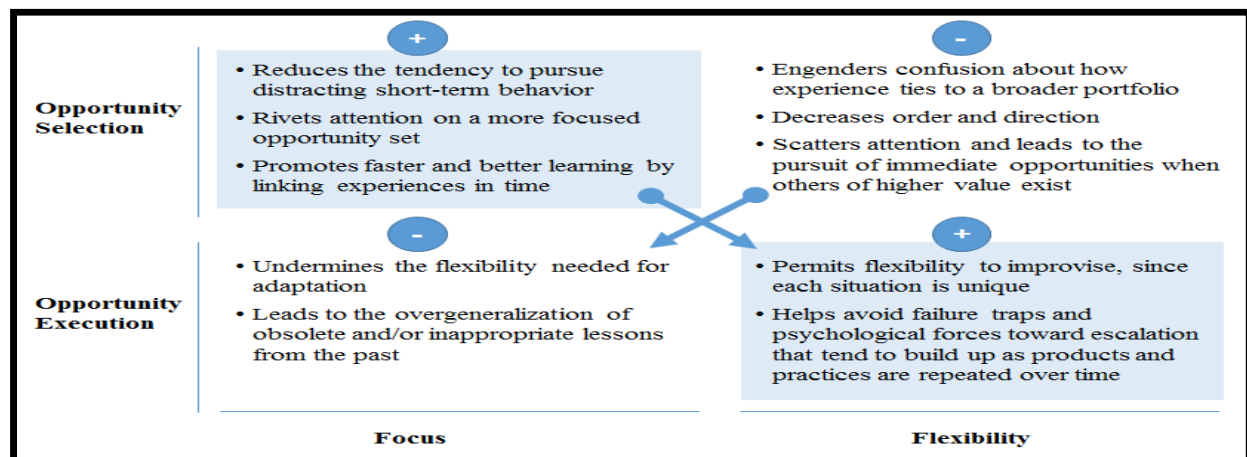 +
-
• Reduces the tendency to pursue
distracting short-term behavior
• Rivets attention on a more focused
opportunity set
• Promotes faster and better learning by
linking experiences in time
• Engenders confusion about how
experience ties to a broader portfolio
• Decreases order and direction
• Scatters attention and leads to the
pursuit of immediate opportunities when
others of higher value exist
Opportunity
Selection
-
+
• Undermines the flexibility needed for
adaptation
• Leads to the overgeneralization of
obsolete and/or inappropriate lessons
from the past
• Permits flexibility to improvise, since
each situation is unique
• Helps avoid failure traps and
psychological forces toward escalation
that tend to build up as products and
practices are repeated over time
Opportunity
Execution
Focus
Flexibility